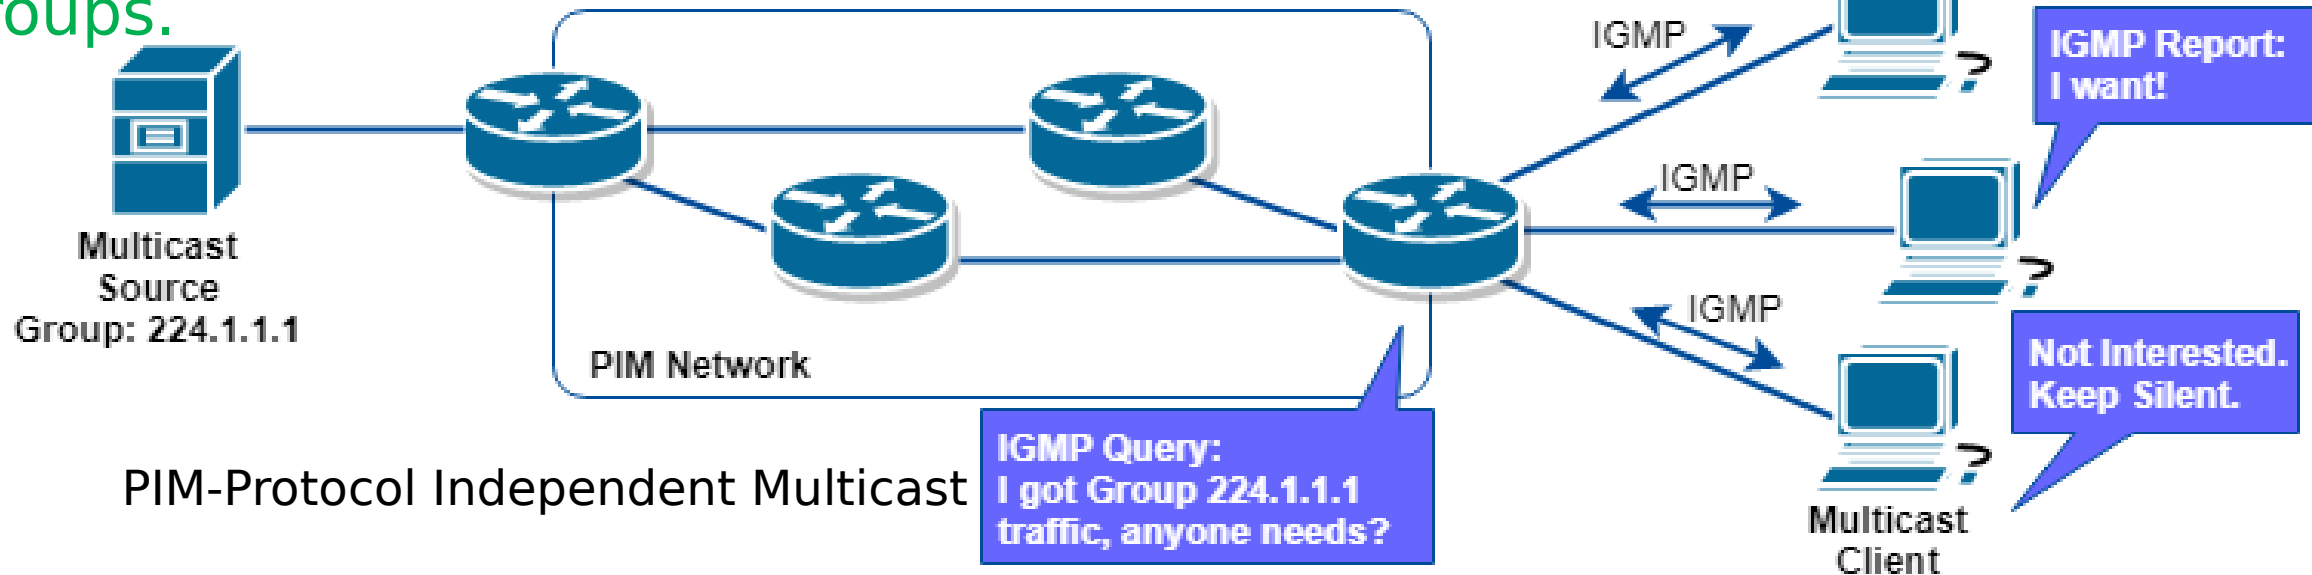 roups.
IGMP
?
IGMP Report:
I want!
IGMP
?
Multicast
Source
Group: 224.1.1.1
IGMP
PIM Network
Not Interested.
Keep Silent.
?
IGMP Query:
I got Group 224.1.1.1
traffic, anyone needs?
PIM-Protocol Independent Multicast
Multicast
Client